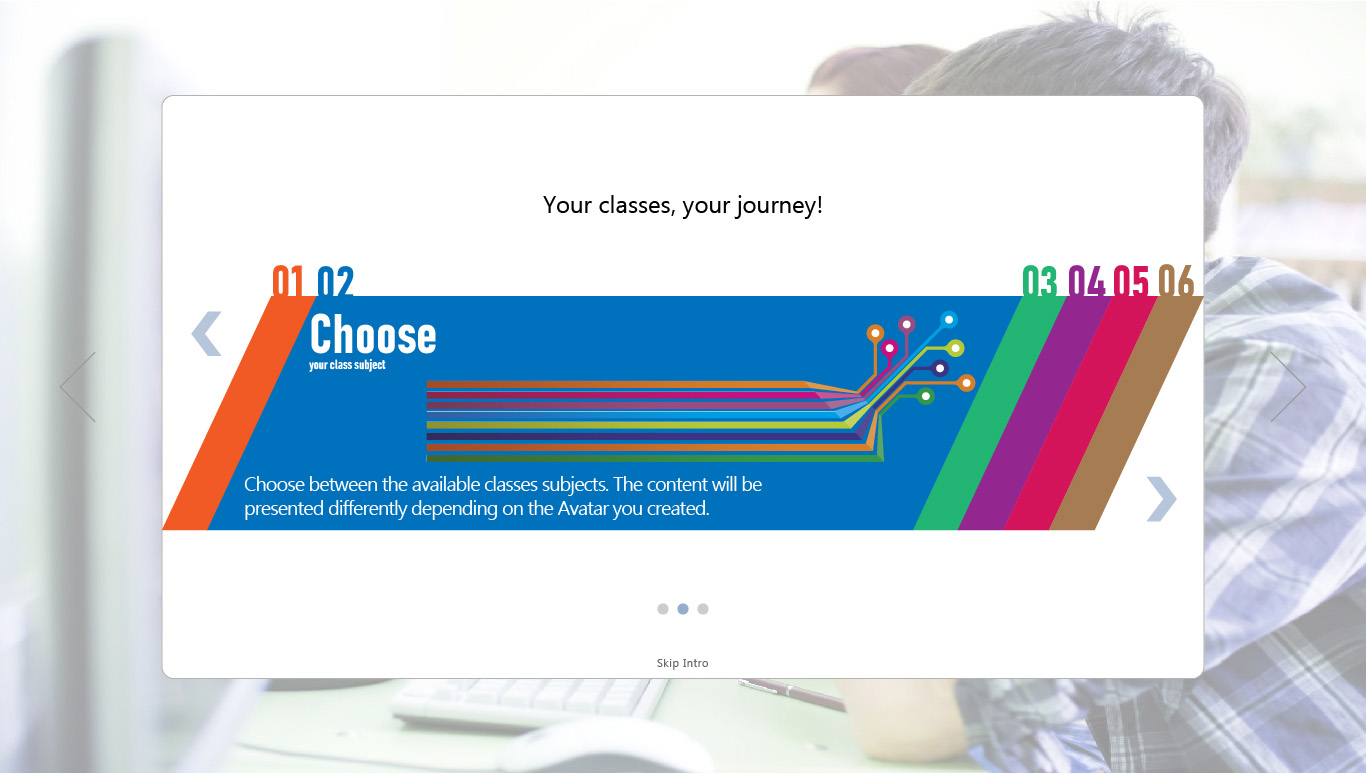 Your classes, your journey!
01 02 03 04 05 06
Choose
your class subject
Choose between the available classes subjects. The content will be
presented differently depending on the Avatar you created.
Skip Intro